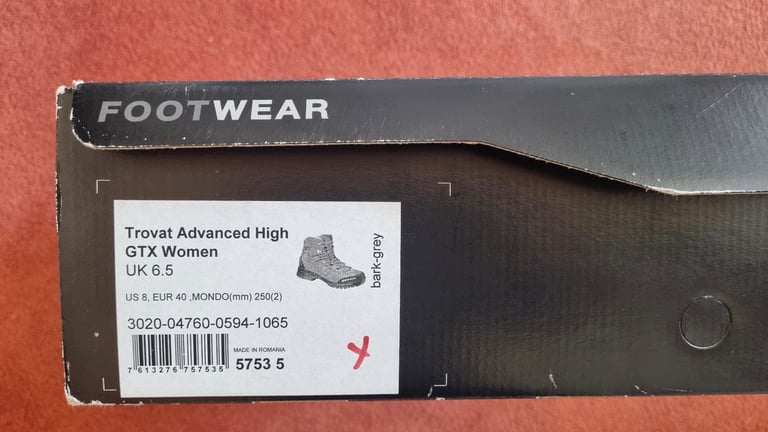 FOOTWEAR
Trovat Advanced High
GTX Women
UK 6.5
bark-grey
US 8, EUR 40 ,MONDO(mm) 250(2)
3020-04760-0594-1065
MADE IN ROMANIA
7 613276 757535
5753 5